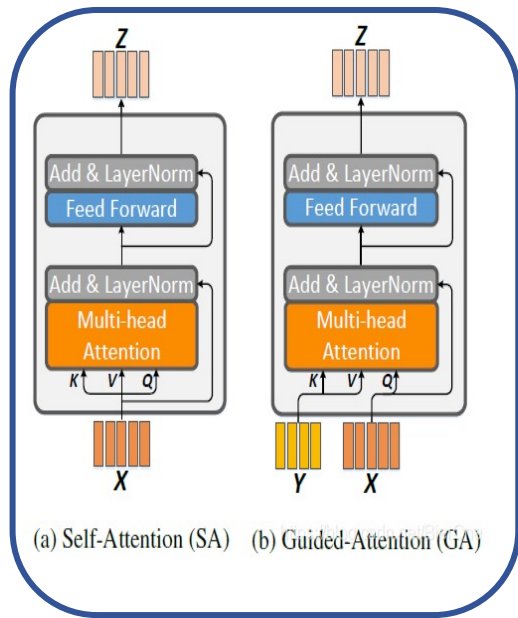 Z
Add & LayerNorm
Feed Forward
Add & LayerNorm
Multi-head
Attention
K V Q
X
(a) Self-Attention (SA)
Z
Add & LayerNorm
Feed Forward
Add & LayerNorm
Multi-head
Attention
K V Q
Y X
(b) Guided-Attention (GA)